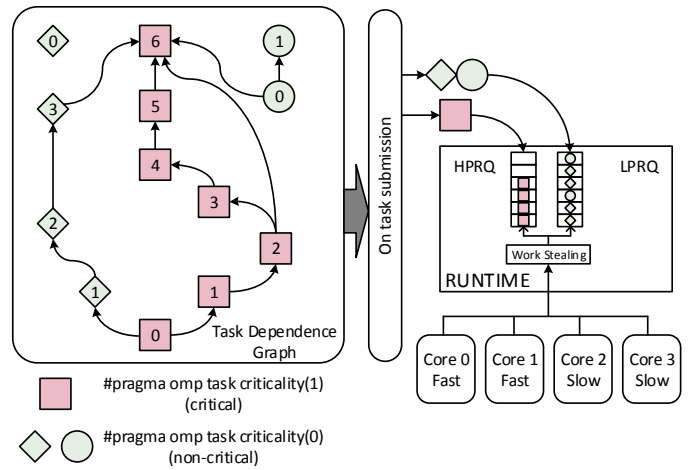 0
6
1
3
5
0
4
3
2
2
1
1
0
Task Dependence
Graph
On task submission
HPRQ
LPRQ
Work Stealing
RUNTIME
Core 0
Fast
Core 1
Fast
Core 2
Slow
Core 3
Slow
#pragma omp task criticality(1)
(critical)
#pragma omp task criticality(0)
(non-critical)